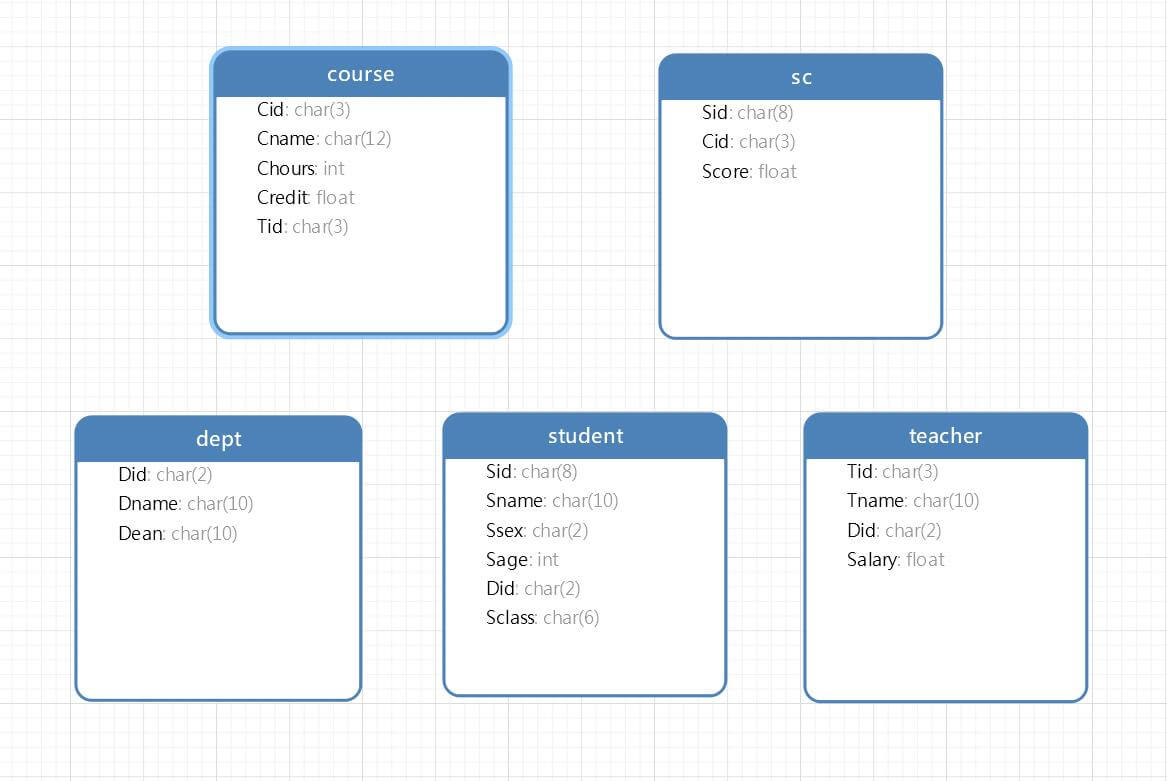 course
Cid: char(3)
Cname: char(12)
Chours: int
Credit: float
Tid: char(3)
sc
Sid: char(8)
Cid: char(3)
Score: float
dept
Did: char(2)
Dname: char(10)
Dean: char(10)
student
Sid: char(8)
Sname: char(10)
Ssex: char(2)
Sage: int
Did: char(2)
Sclass: char(6)
teacher
Tid: char(3)
Tname: char(10)
Did: char(2)
Salary: float